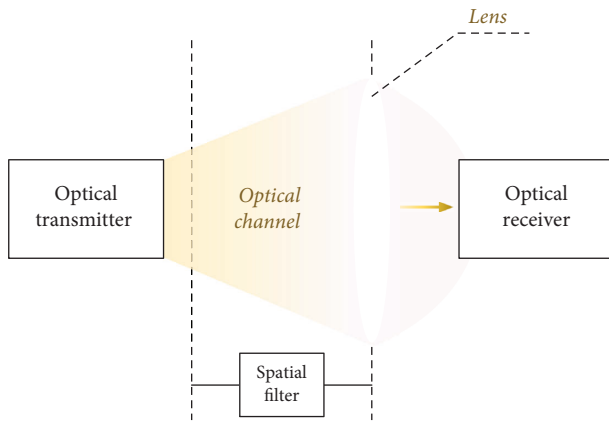 Lens
Optical
transmitter
Optical
channel
Optical
receiver
Spatial
filter